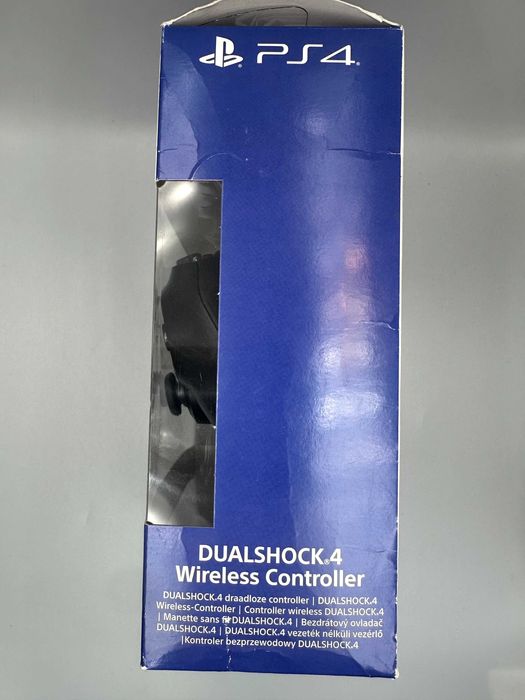 PS4
DUALSHOCK®4
Wireless Controller
DUALSHOCK®4 draadloze controller | DUALSHOCK®4
Wireless-Controller | Controller wireless DUALSHOCK®4
| Manette sans fil DUALSHOCK®4 | Bezdrátový ovladač
DUALSHOCK®4 | DUALSHOCK®4 vezeték nélküli vezérlő
|Kontroler bezprzewodowy DUALSHOCK®4